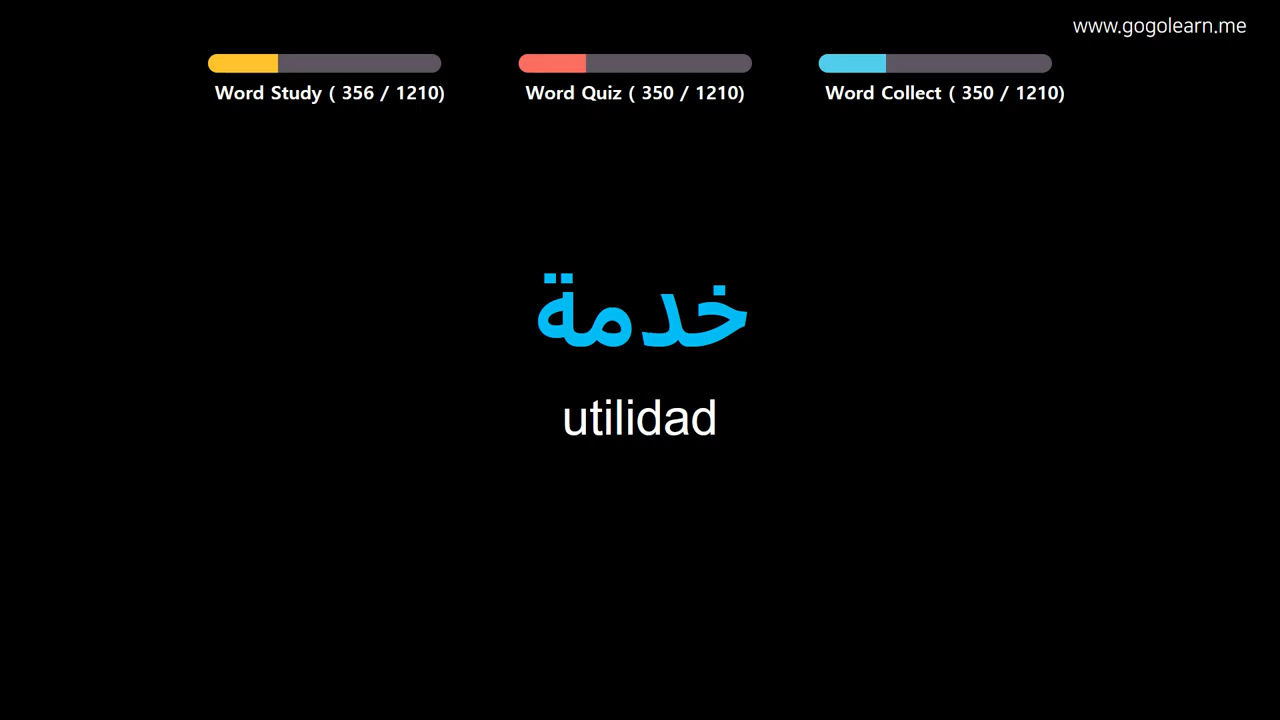 www.gogolearn.me
Word Study ( 356 / 1210)
Word Quiz ( 350 / 1210)
Word Collect ( 350 / 1210)
خدمة
utilidad